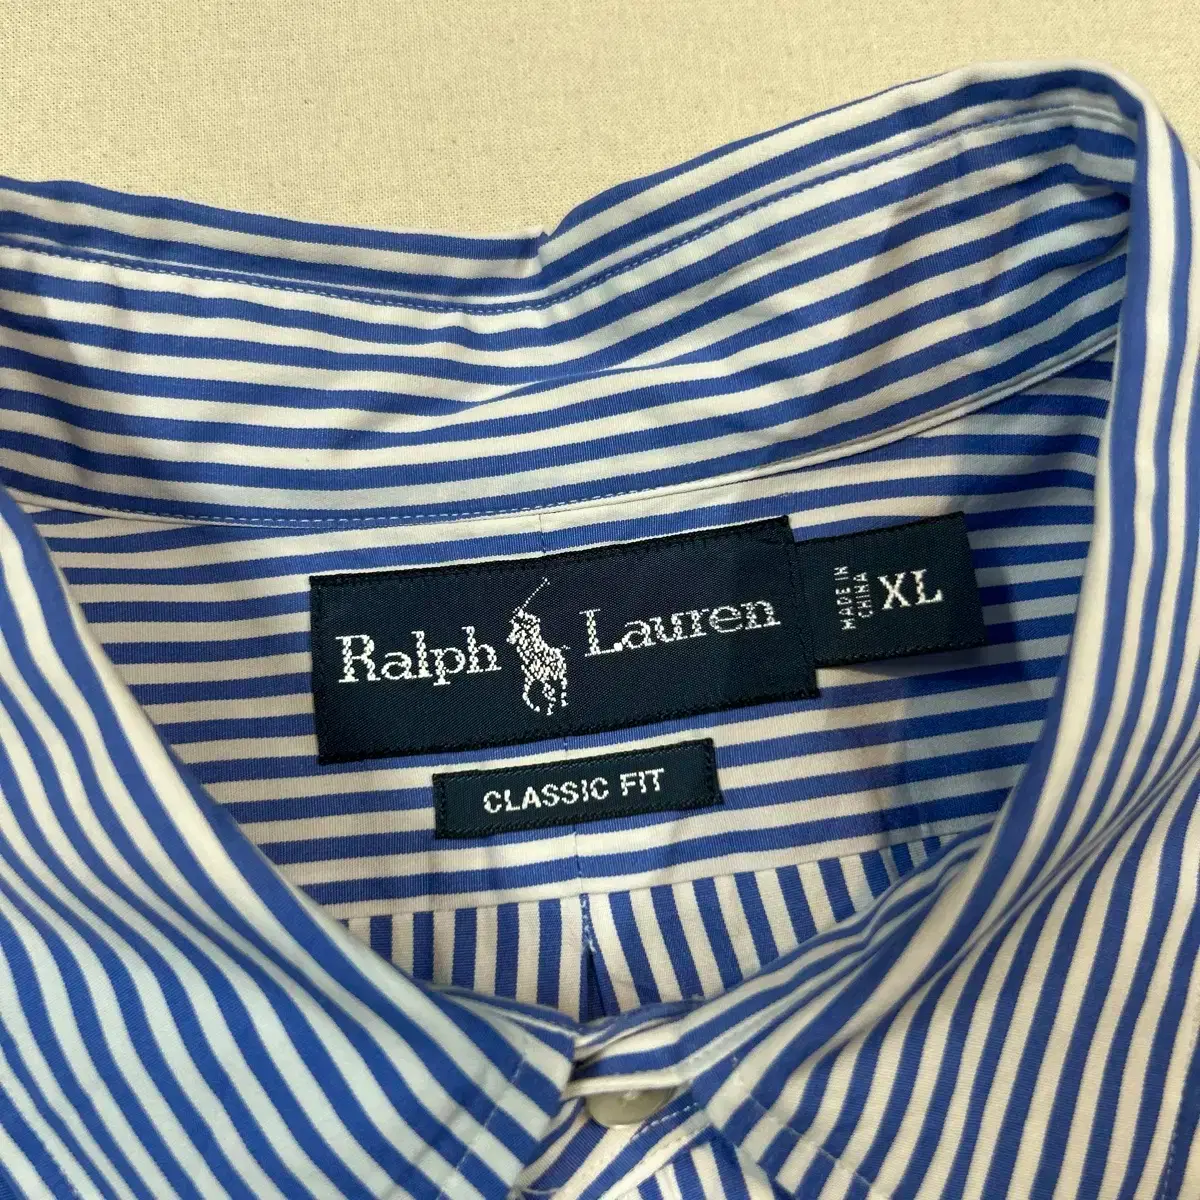 Ralph Lauren
MADE IN
CHINA
XL
CLASSIC FIT